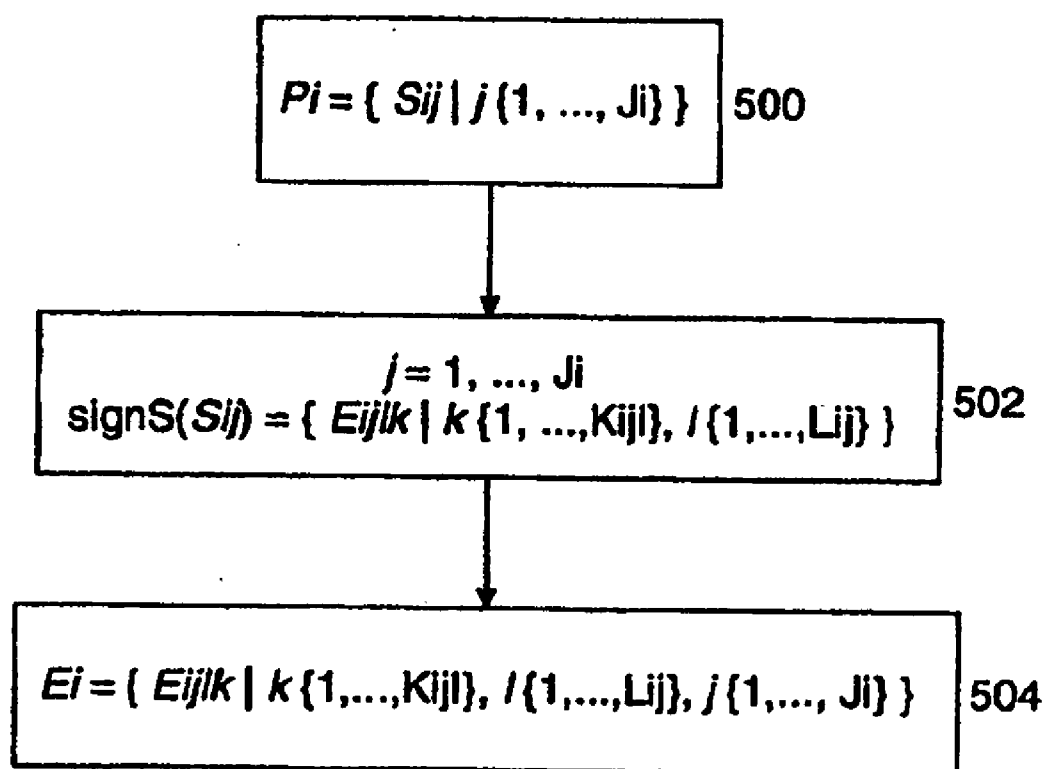 Pi = { Sij | j {1, ..., Ji} }
500
j = 1, ..., Ji
signS(Sij) = { Eijlk | k {1, ...,Kijl}, l {1,...,Lij} }
502
Ei = { Eijlk | k {1,...,Kijl}, l {1,...,Lij}, j {1,..., Ji} }
504